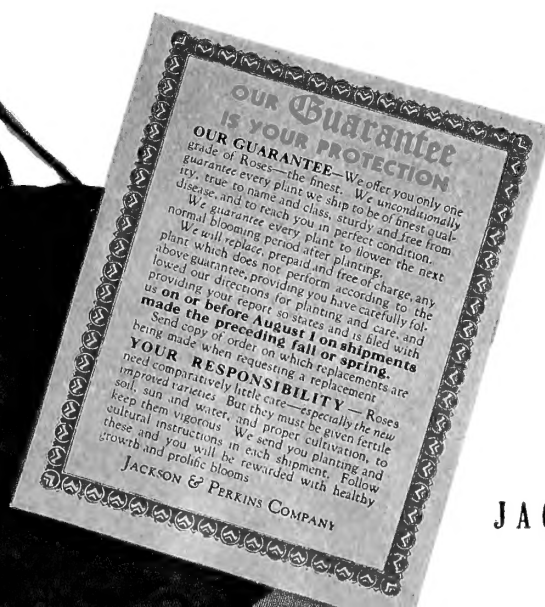 OUR Guarantee
IS YOUR PROTECTION
OUR GUARANTEE—We offer you only one
grade of Roses—the finest. We unconditionally
guarantee every plant we ship to be of finest qual-
ity, true to name and class, sturdy and free from
disease, and to reach you in perfect condition.
We guarantee every plant to flower the next
normal blooming period after planting.
We will replace, prepaid and free of charge, any
plant which does not perform according to the
above guarantee, providing you have carefully fol-
lowed our directions for planting and care, and
providing your report so states and is filed with
us on or before August 1 on shipments
made the preceding fall or spring.
Send copy of order on which replacements are
being made when requesting a replacement
YOUR RESPONSIBILITY — Roses
need comparatively little care—especially the new
improved varieties But they must be given fertile
soil, sun and water, and proper cultivation, to
keep them vigorous We send you planting and
cultural instructions in each shipment. Follow
these and you will be rewarded with healthy
growth and prolific blooms
JACKSON & PERKINS COMPANY
JAC